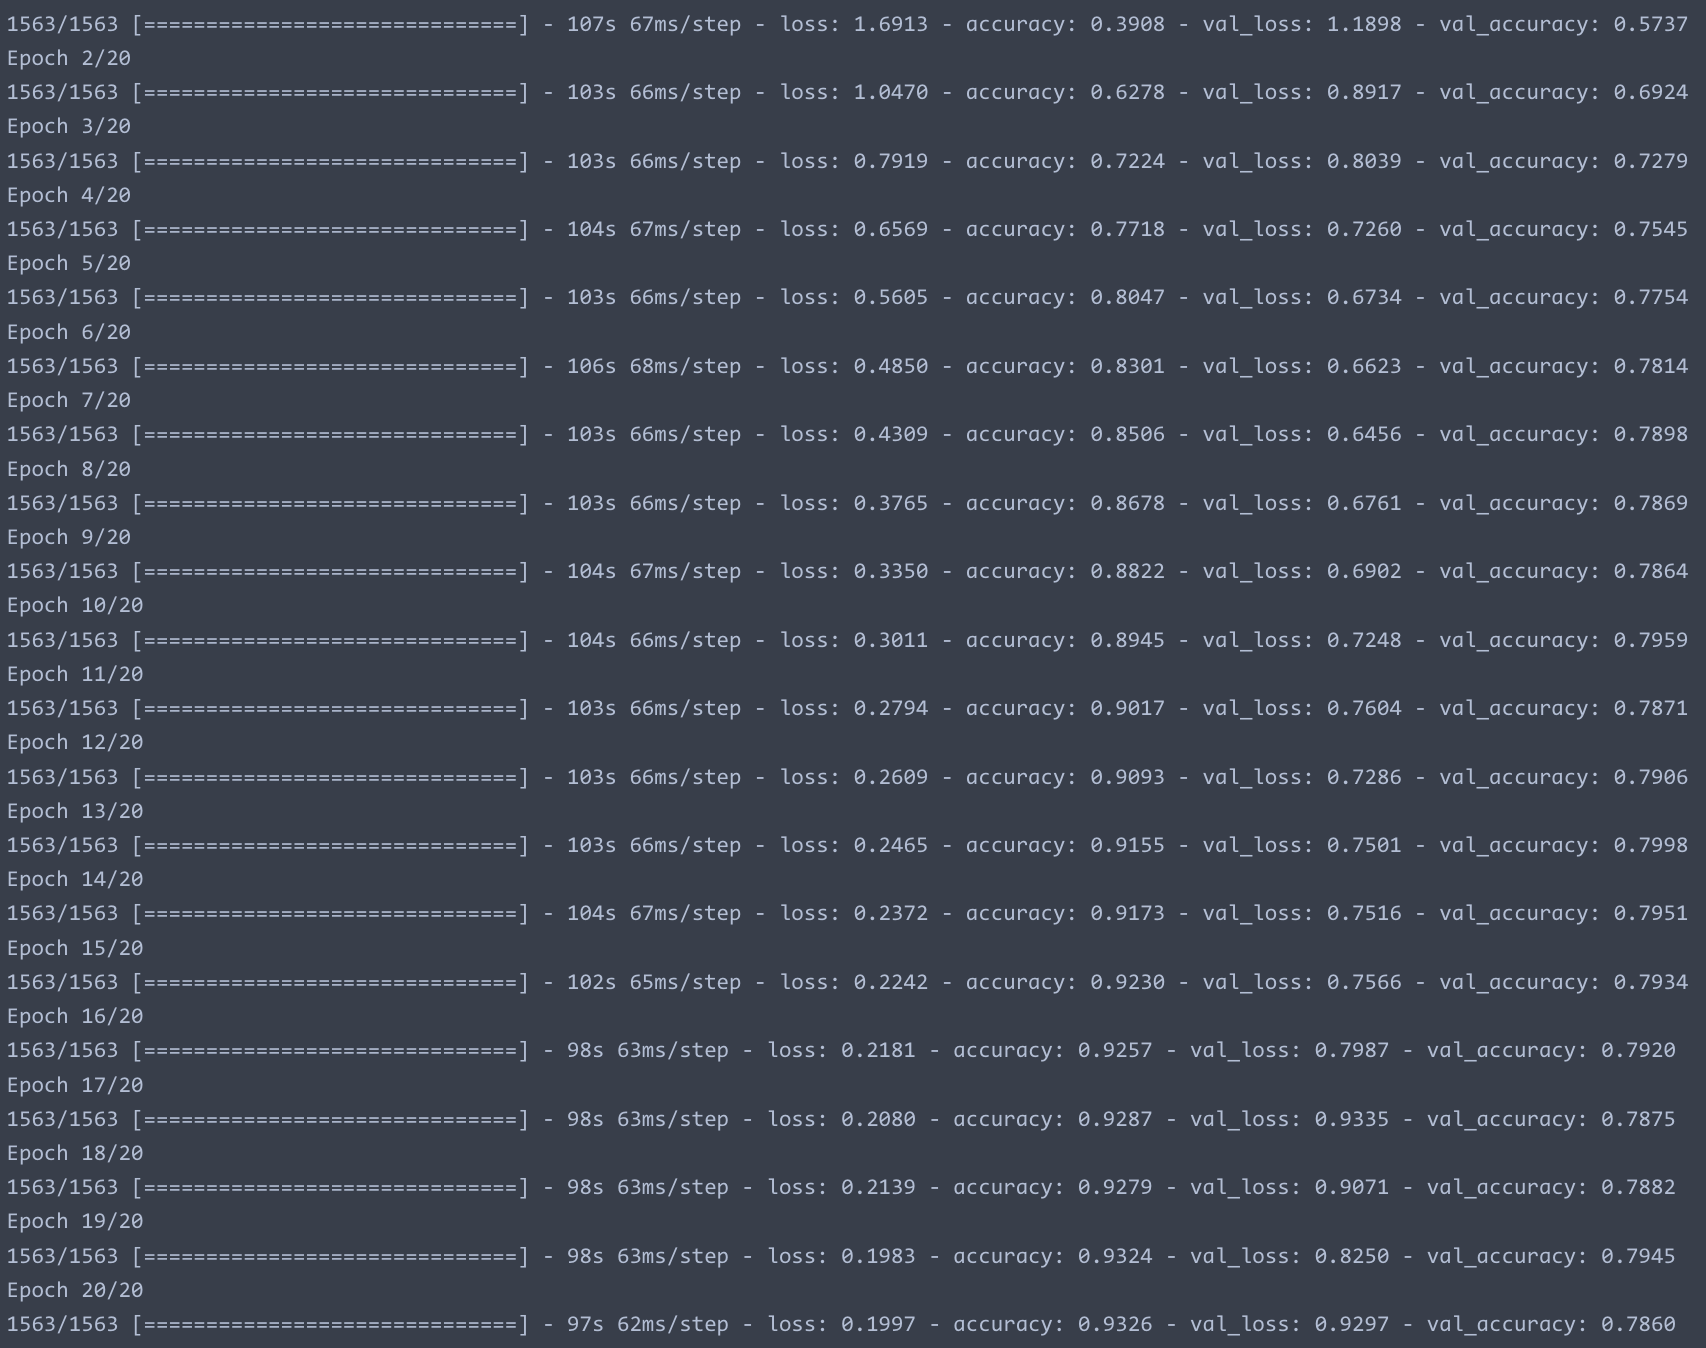 1563/1563 [==============================] - 107s 67ms/step - loss: 1.6913 - accuracy: 0.3908 - val_loss: 1.1898 - val_accuracy: 0.5737
Epoch 2/20
1563/1563 [==============================] - 103s 66ms/step - loss: 1.0470 - accuracy: 0.6278 - val_loss: 0.8917 - val_accuracy: 0.6924
Epoch 3/20
1563/1563 [==============================] - 103s 66ms/step - loss: 0.7919 - accuracy: 0.7224 - val_loss: 0.8039 - val_accuracy: 0.7279
Epoch 4/20
1563/1563 [==============================] - 104s 67ms/step - loss: 0.6569 - accuracy: 0.7718 - val_loss: 0.7260 - val_accuracy: 0.7545
Epoch 5/20
1563/1563 [==============================] - 103s 66ms/step - loss: 0.5605 - accuracy: 0.8047 - val_loss: 0.6734 - val_accuracy: 0.7754
Epoch 6/20
1563/1563 [==============================] - 106s 68ms/step - loss: 0.4850 - accuracy: 0.8301 - val_loss: 0.6623 - val_accuracy: 0.7814
Epoch 7/20
1563/1563 [==============================] - 103s 66ms/step - loss: 0.4309 - accuracy: 0.8506 - val_loss: 0.6456 - val_accuracy: 0.7898
Epoch 8/20
1563/1563 [==============================] - 103s 66ms/step - loss: 0.3765 - accuracy: 0.8678 - val_loss: 0.6761 - val_accuracy: 0.7869
Epoch 9/20
1563/1563 [==============================] - 104s 67ms/step - loss: 0.3350 - accuracy: 0.8822 - val_loss: 0.6902 - val_accuracy: 0.7864
Epoch 10/20
1563/1563 [==============================] - 104s 66ms/step - loss: 0.3011 - accuracy: 0.8945 - val_loss: 0.7248 - val_accuracy: 0.7959
Epoch 11/20
1563/1563 [==============================] - 103s 66ms/step - loss: 0.2794 - accuracy: 0.9017 - val_loss: 0.7604 - val_accuracy: 0.7871
Epoch 12/20
1563/1563 [==============================] - 103s 66ms/step - loss: 0.2609 - accuracy: 0.9093 - val_loss: 0.7286 - val_accuracy: 0.7906
Epoch 13/20
1563/1563 [==============================] - 103s 66ms/step - loss: 0.2465 - accuracy: 0.9155 - val_loss: 0.7501 - val_accuracy: 0.7998
Epoch 14/20
1563/1563 [==============================] - 104s 67ms/step - loss: 0.2372 - accuracy: 0.9173 - val_loss: 0.7516 - val_accuracy: 0.7951
Epoch 15/20
1563/1563 [==============================] - 102s 65ms/step - loss: 0.2242 - accuracy: 0.9230 - val_loss: 0.7566 - val_accuracy: 0.7934
Epoch 16/20
1563/1563 [==============================] - 98s 63ms/step - loss: 0.2181 - accuracy: 0.9257 - val_loss: 0.7987 - val_accuracy: 0.7920
Epoch 17/20
1563/1563 [==============================] - 98s 63ms/step - loss: 0.2080 - accuracy: 0.9287 - val_loss: 0.9335 - val_accuracy: 0.7875
Epoch 18/20
1563/1563 [==============================] - 98s 63ms/step - loss: 0.2139 - accuracy: 0.9279 - val_loss: 0.9071 - val_accuracy: 0.7882
Epoch 19/20
1563/1563 [==============================] - 98s 63ms/step - loss: 0.1983 - accuracy: 0.9324 - val_loss: 0.8250 - val_accuracy: 0.7945
Epoch 20/20
1563/1563 [==============================] - 97s 62ms/step - loss: 0.1997 - accuracy: 0.9326 - val_loss: 0.9297 - val_accuracy: 0.7860